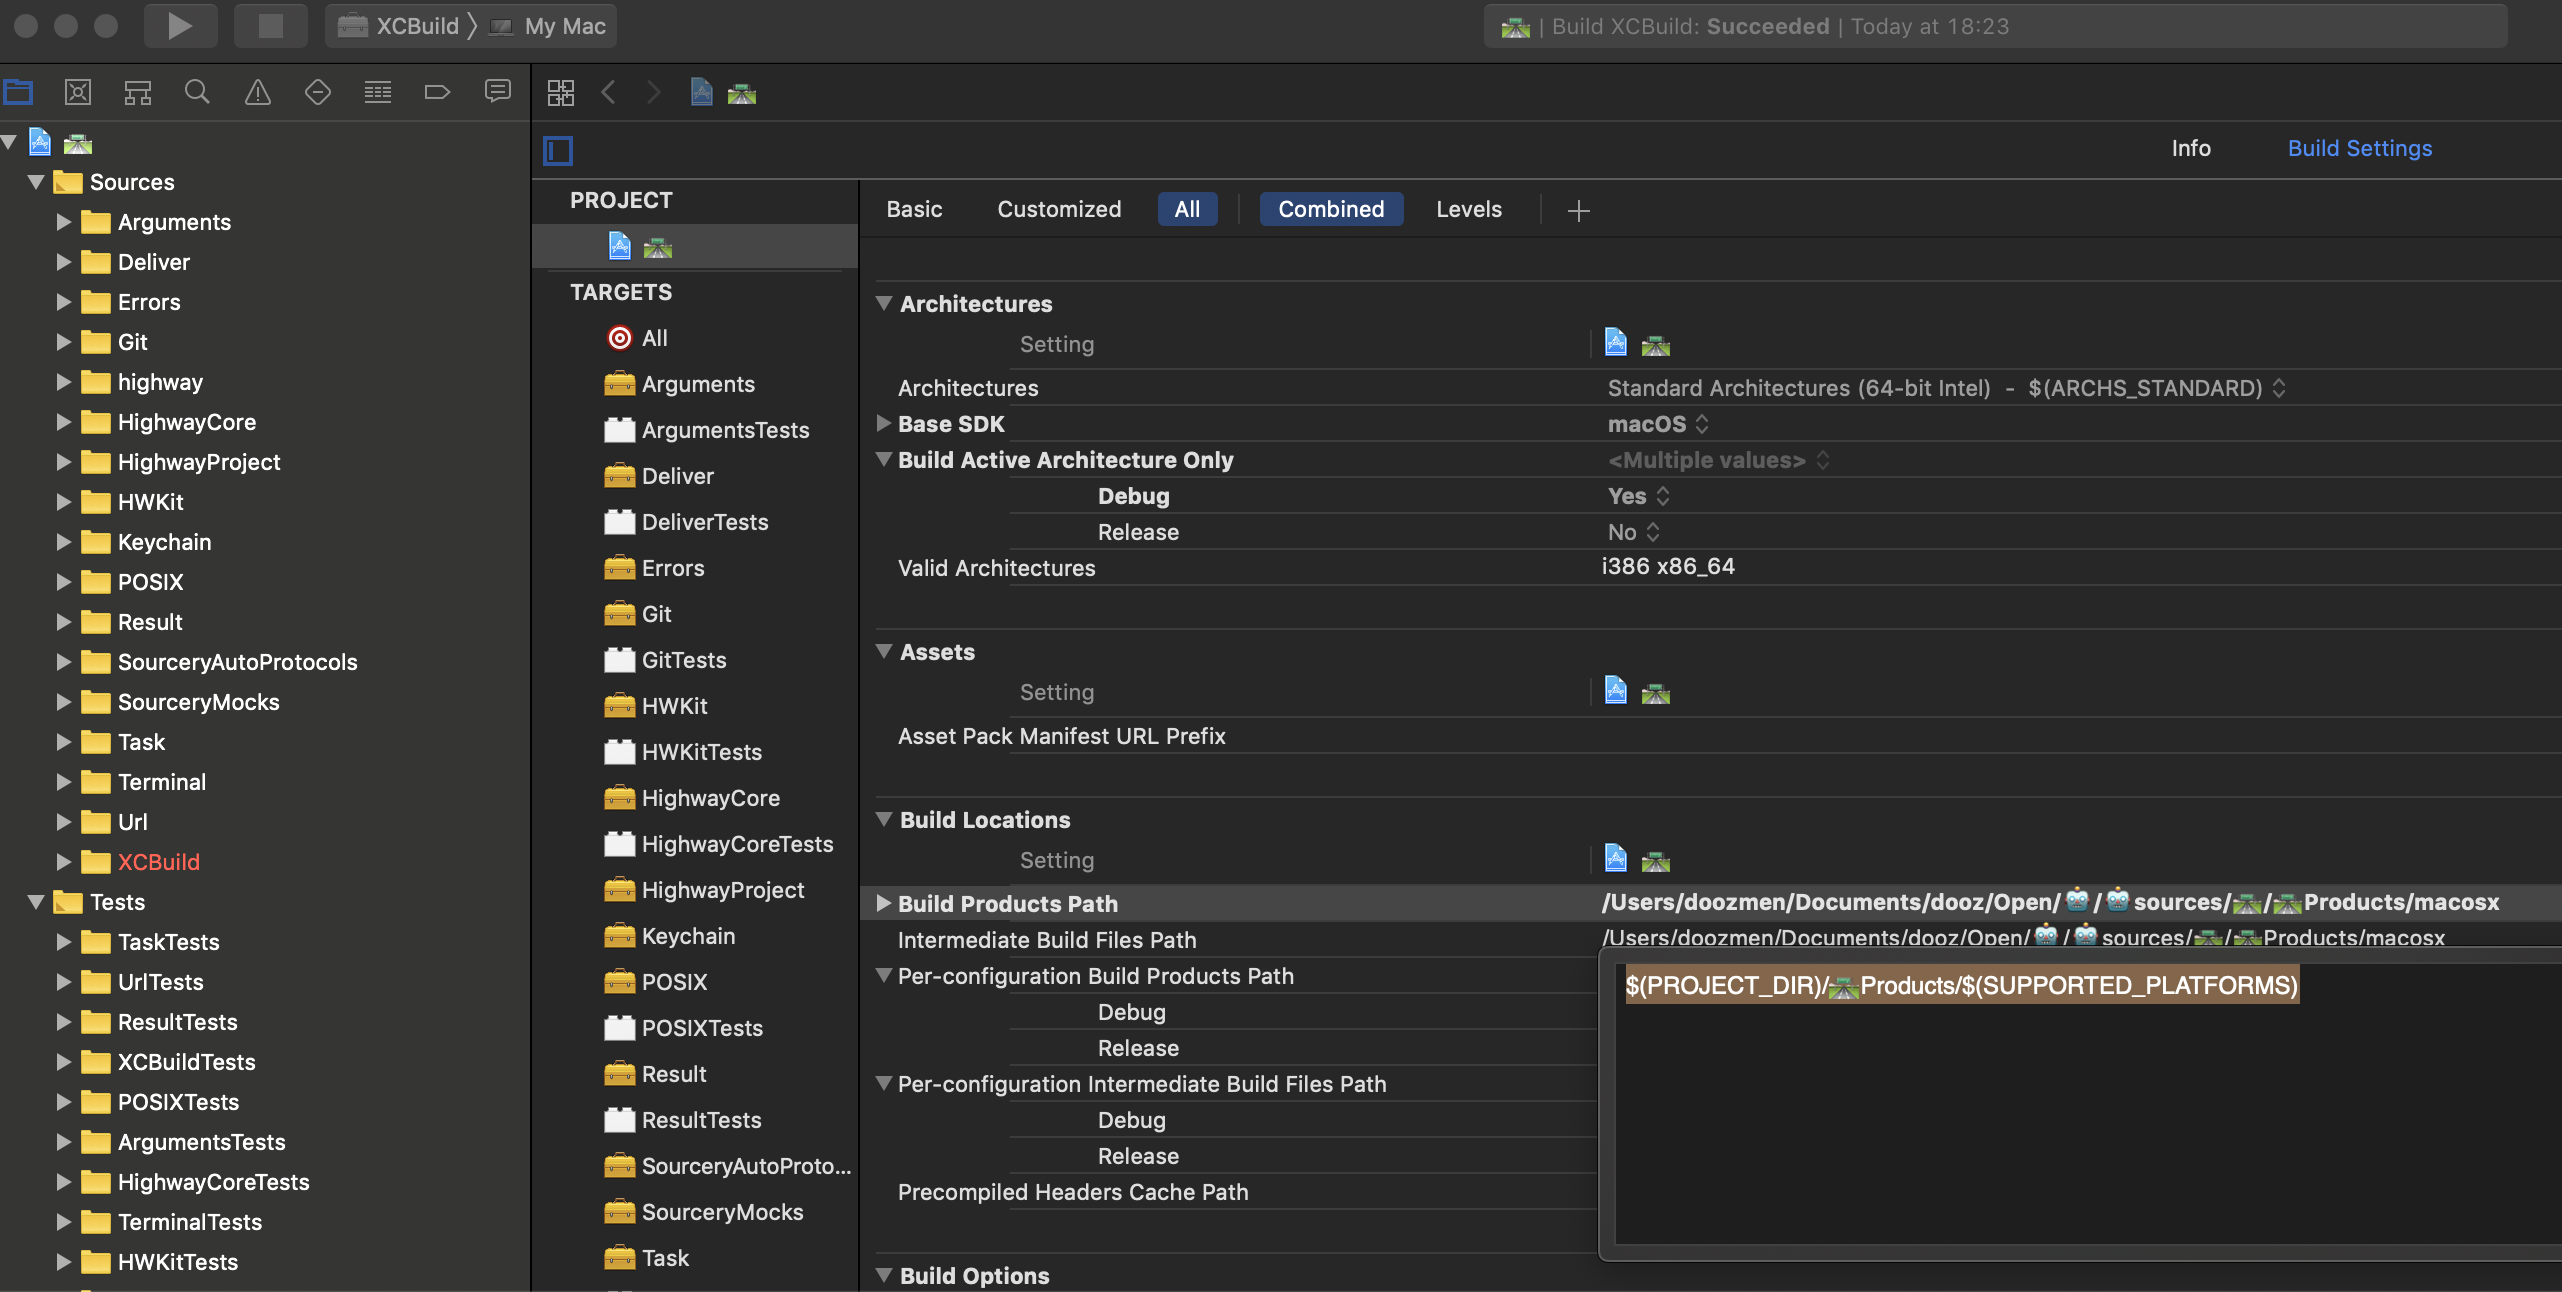 XCBuild 〉 My Mac
🛣 | Build XCBuild: Succeeded | Today at 18:23
🛣
🛣
Info
Build Settings
Sources
Arguments
Deliver
Errors
Git
highway
HighwayCore
HighwayProject
HWKit
Keychain
POSIX
Result
SourceryAutoProtocols
SourceryMocks
Task
Terminal
Url
XCBuild
Tests
TaskTests
UrlTests
ResultTests
XCBuildTests
POSIXTests
ArgumentsTests
HighwayCoreTests
TerminalTests
HWKitTests
PROJECT
🛣
TARGETS
All
Arguments
ArgumentsTests
Deliver
DeliverTests
Errors
Git
GitTests
HWKit
HWKitTests
HighwayCore
HighwayCoreTests
HighwayProject
Keychain
POSIX
POSIXTests
Result
ResultTests
SourceryAutoProto...
SourceryMocks
Task
Basic Customized All Combined Levels +
Architectures
Setting 🛣
Architectures Standard Architectures (64-bit Intel) - $(ARCHS_STANDARD)
Base SDK macOS
Build Active Architecture Only <Multiple values>
Debug Yes
Release No
Valid Architectures i386 x86_64
Assets
Setting 🛣
Asset Pack Manifest URL Prefix
Build Locations
Setting 🛣
Build Products Path /Users/doozmen/Documents/dooz/Open/🤖/🤖sources/🛣/🛣Products/macosx
Intermediate Build Files Path /Users/doozmen/Documents/dooz/Open/🤖/🤖sources/🛣/🛣Products/macosx
Per-configuration Build Products Path
Debug
Release
Per-configuration Intermediate Build Files Path
Debug
Release
Precompiled Headers Cache Path
$(PROJECT_DIR)/🛣Products/$(SUPPORTED_PLATFORMS)
Build Options